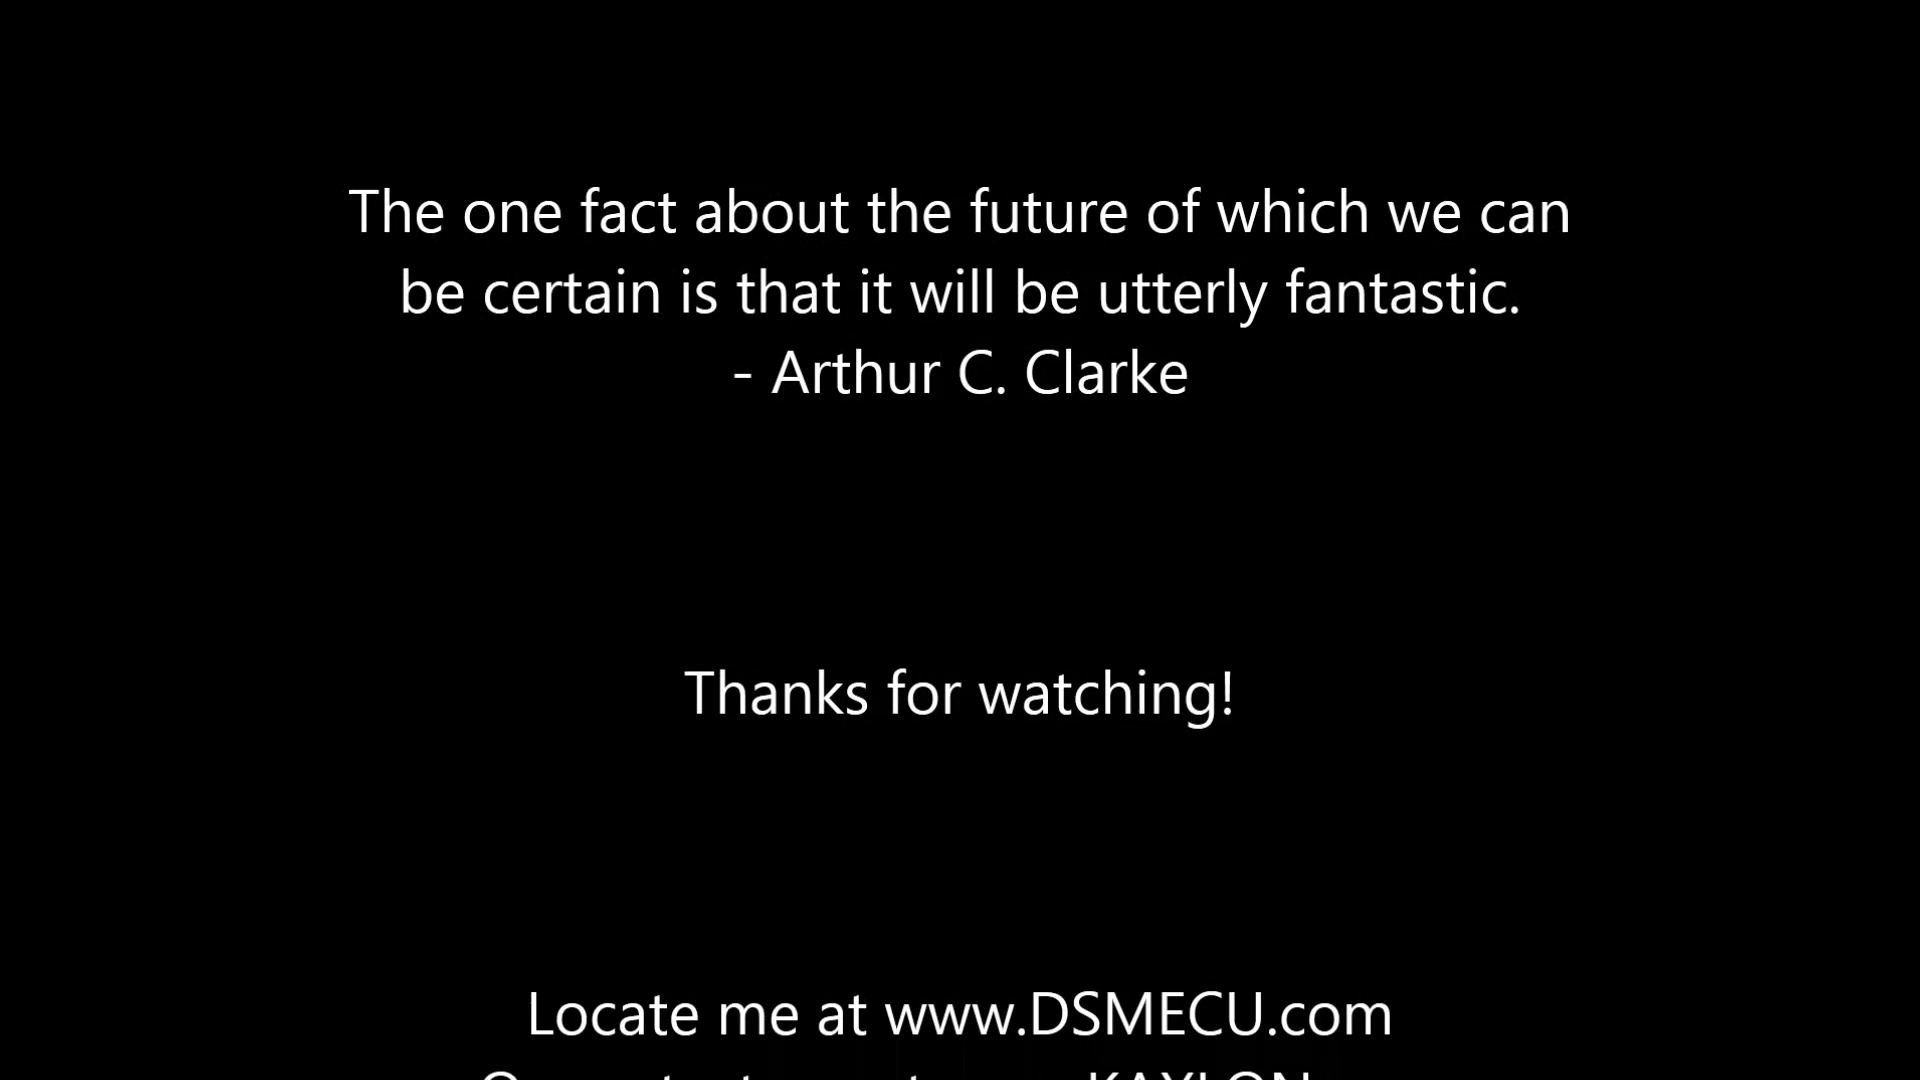 The one fact about the future of which we can
be certain is that it will be utterly fantastic.
- Arthur C. Clarke
Thanks for watching!
Locate me at www.DSMECU.com